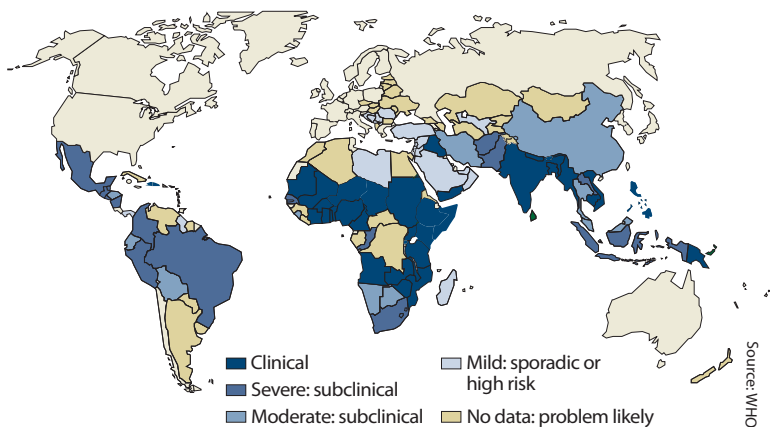 Clinical
Severe: subclinical
Moderate: subclinical
Mild: sporadic or
high risk
No data: problem likely
Source: WHO